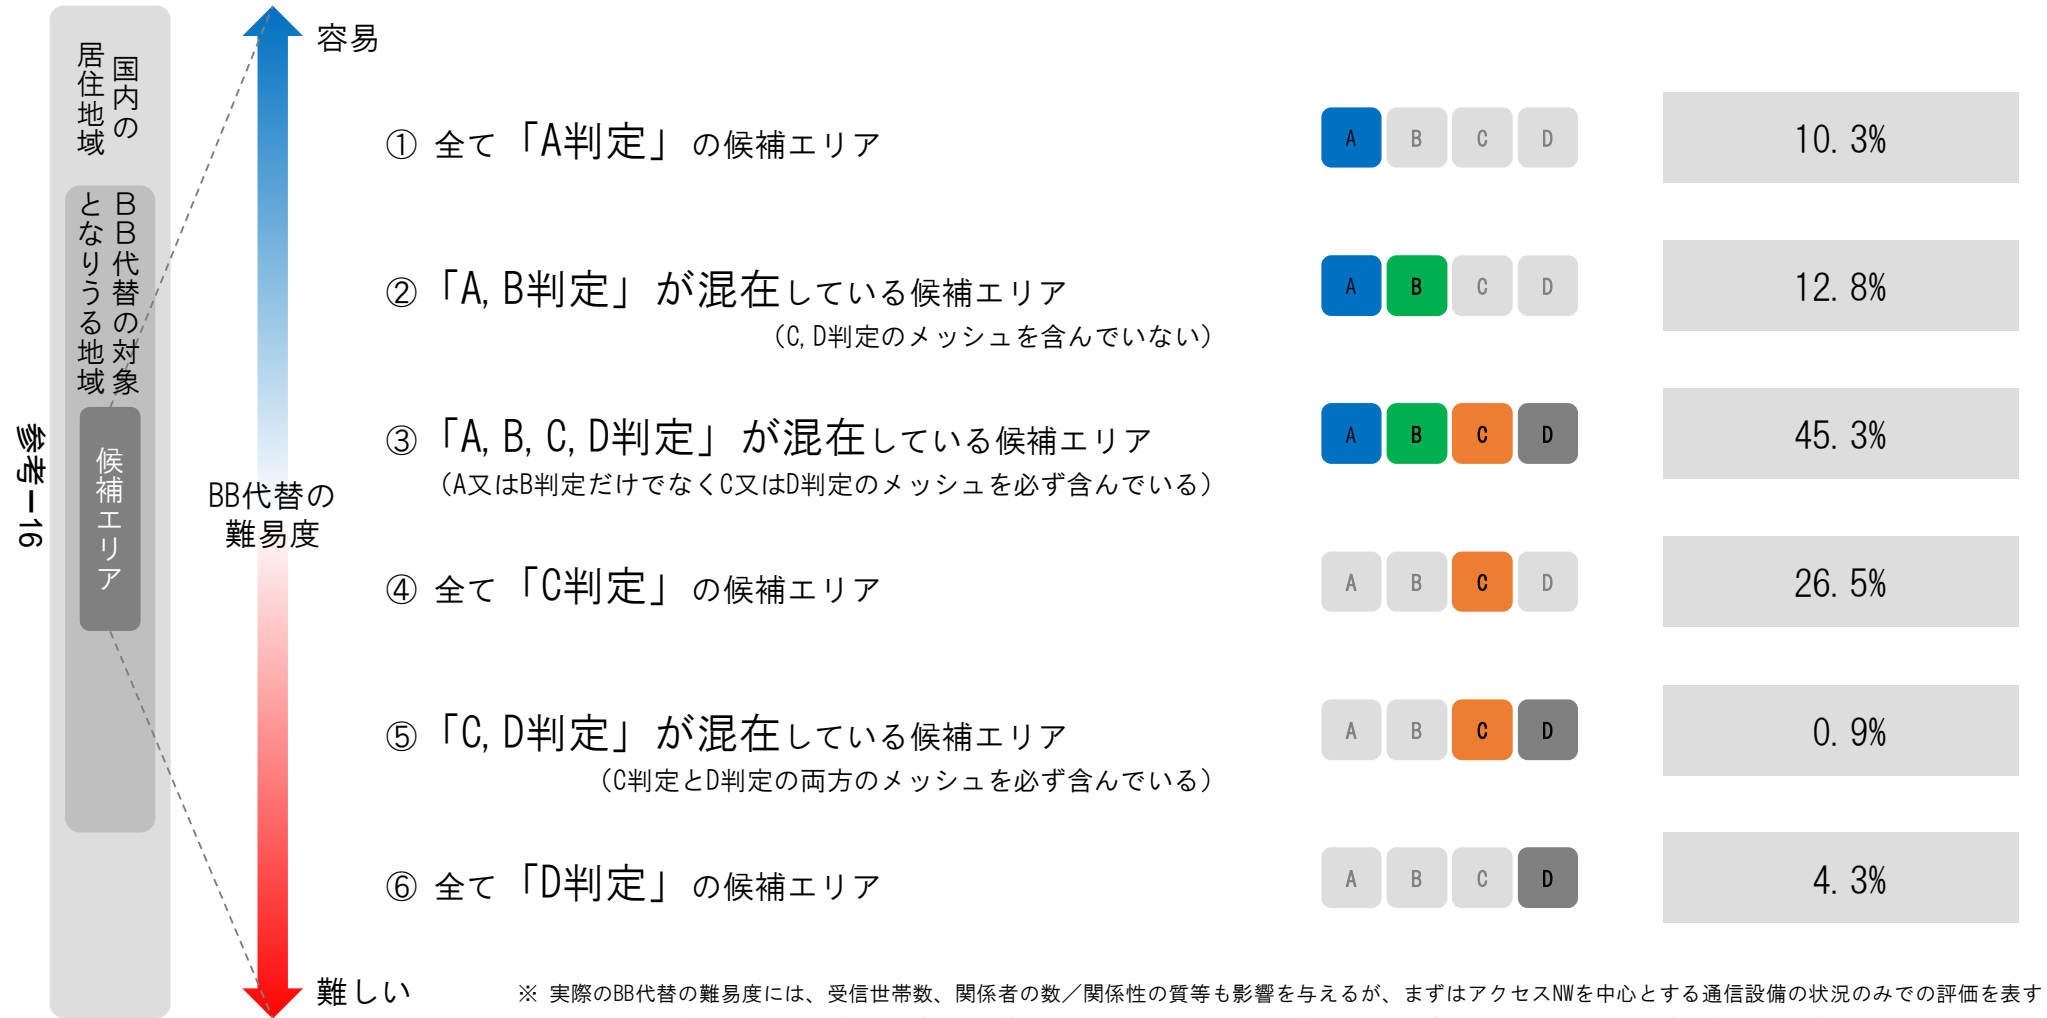 国内の
居住地域
BB代替の対象
となりうる地域
候補エリア
参考ー16
容易
BB代替の
難易度
難しい
① 全て「A判定」の候補エリア
A B C D
10.3%
②「A,B判定」が混在している候補エリア
（C,D判定のメッシュを含んでいない）
A B C D
12.8%
③「A,B,C,D判定」が混在している候補エリア
（A又はB判定だけでなくC又はD判定のメッシュを必ず含んでいる）
A B C D
45.3%
④ 全て「C判定」の候補エリア
A B C D
26.5%
⑤「C,D判定」が混在している候補エリア
（C判定とD判定の両方のメッシュを必ず含んでいる）
A B C D
0.9%
⑥ 全て「D判定」の候補エリア
A B C D
4.3%
※ 実際のBB代替の難易度には、受信世帯数、関係者の数／関係性の質等も影響を与えるが、まずはアクセスNWを中心とする通信設備の状況のみでの評価を表す